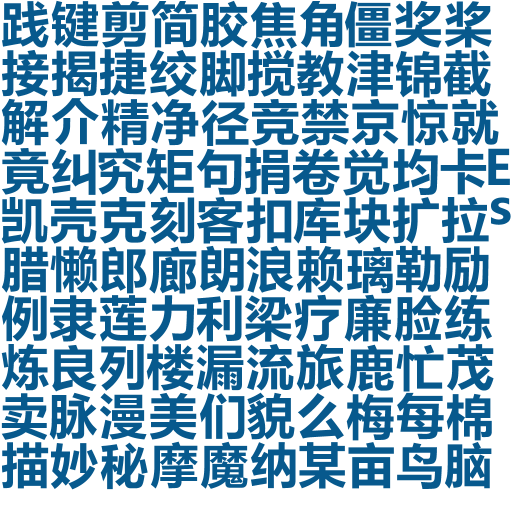 践键剪简胶焦角僵奖桨
接揭捷绞脚搅教津锦截
解介精净径竞禁京惊就
竟纠究矩句捐卷觉均卡E
凯壳克刻客扣库块扩拉S
腊懒郎廊朗浪赖璃勒励
例隶莲力利梁疗廉脸练
炼良列楼漏流旅鹿忙茂
卖脉漫美们貌么梅每棉
描妙秘摩魔纳某亩鸟脑